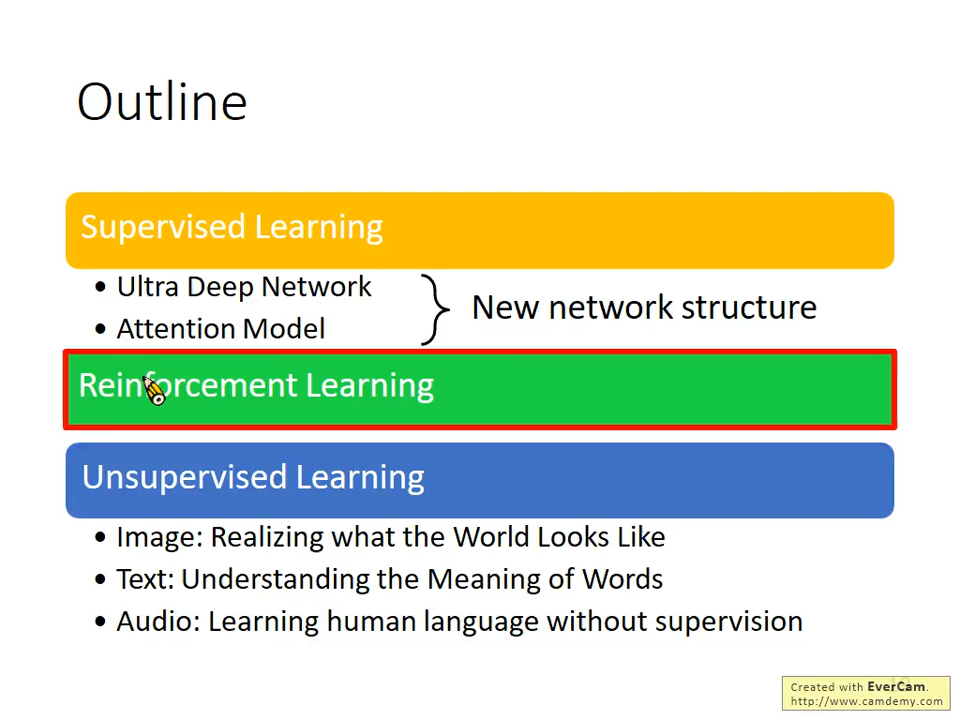 Outline
Supervised Learning
• Ultra Deep Network
• Attention Model
New network structure
Reinforcement Learning
Unsupervised Learning
• Image: Realizing what the World Looks Like
• Text: Understanding the Meaning of Words
• Audio: Learning human language without supervision
Created with EverCam.
http://www.camdemy.com